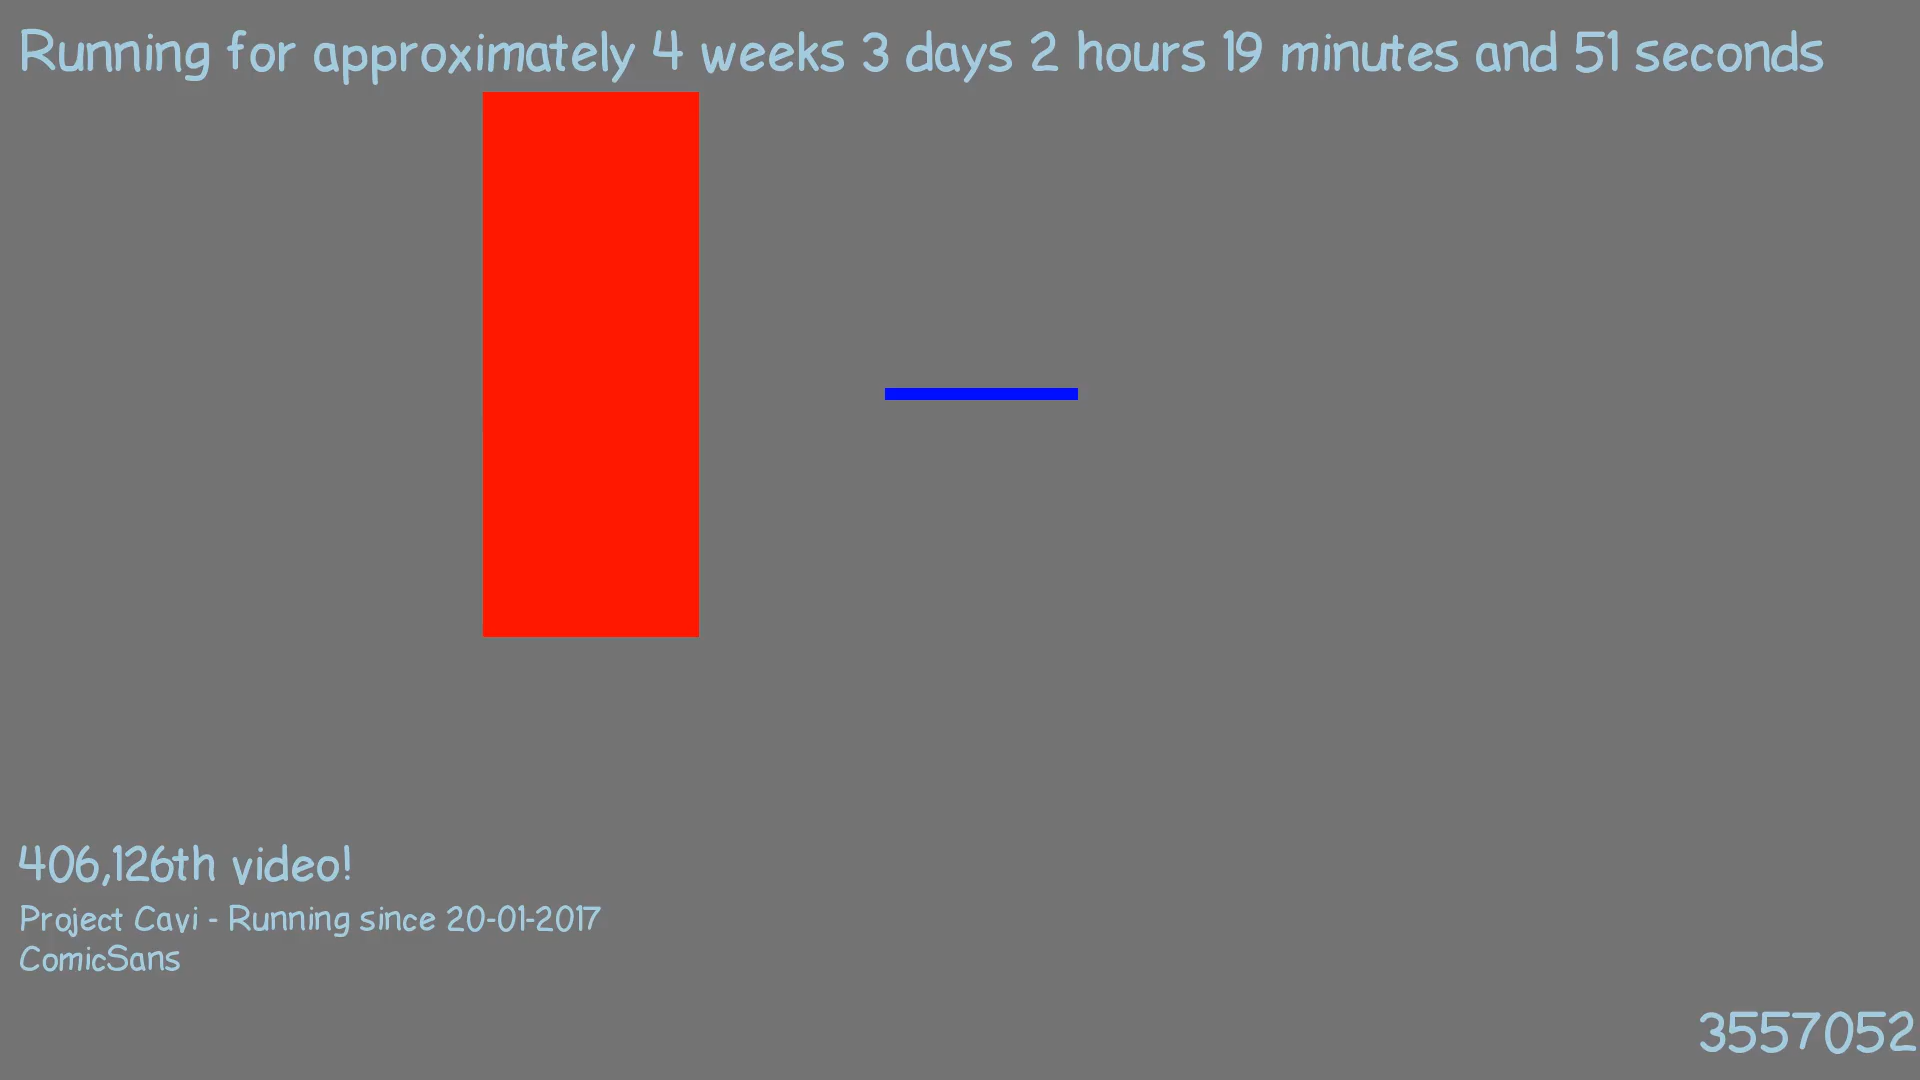 Running for approximately 4 weeks 3 days 2 hours 19 minutes and 51 seconds
406,126th video!
Project Cavi - Running since 20-01-2017
ComicSans
3557052